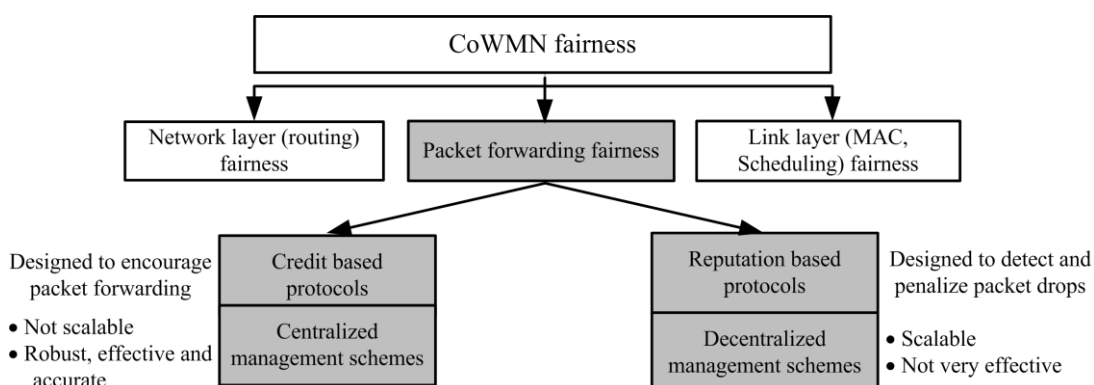 CoWMN fairness
Network layer (routing)
fairness
Packet forwarding fairness
Link layer (MAC,
Scheduling) fairness
Designed to encourage
packet forwarding
• Not scalable
• Robust, effective and
accurate
Credit based
protocols
Centralized
management schemes
Reputation based
protocols
Decentralized
management schemes
Designed to detect and
penalize packet drops
• Scalable
• Not very effective